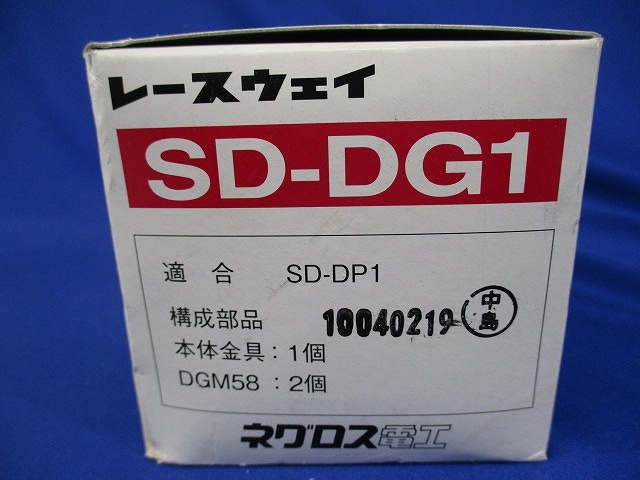 レースウェイ
SD-DG1
適合 SD-DP1
構成部品 10040219 中島
本体金具：1個
DGM58：2個
ネグロス電工